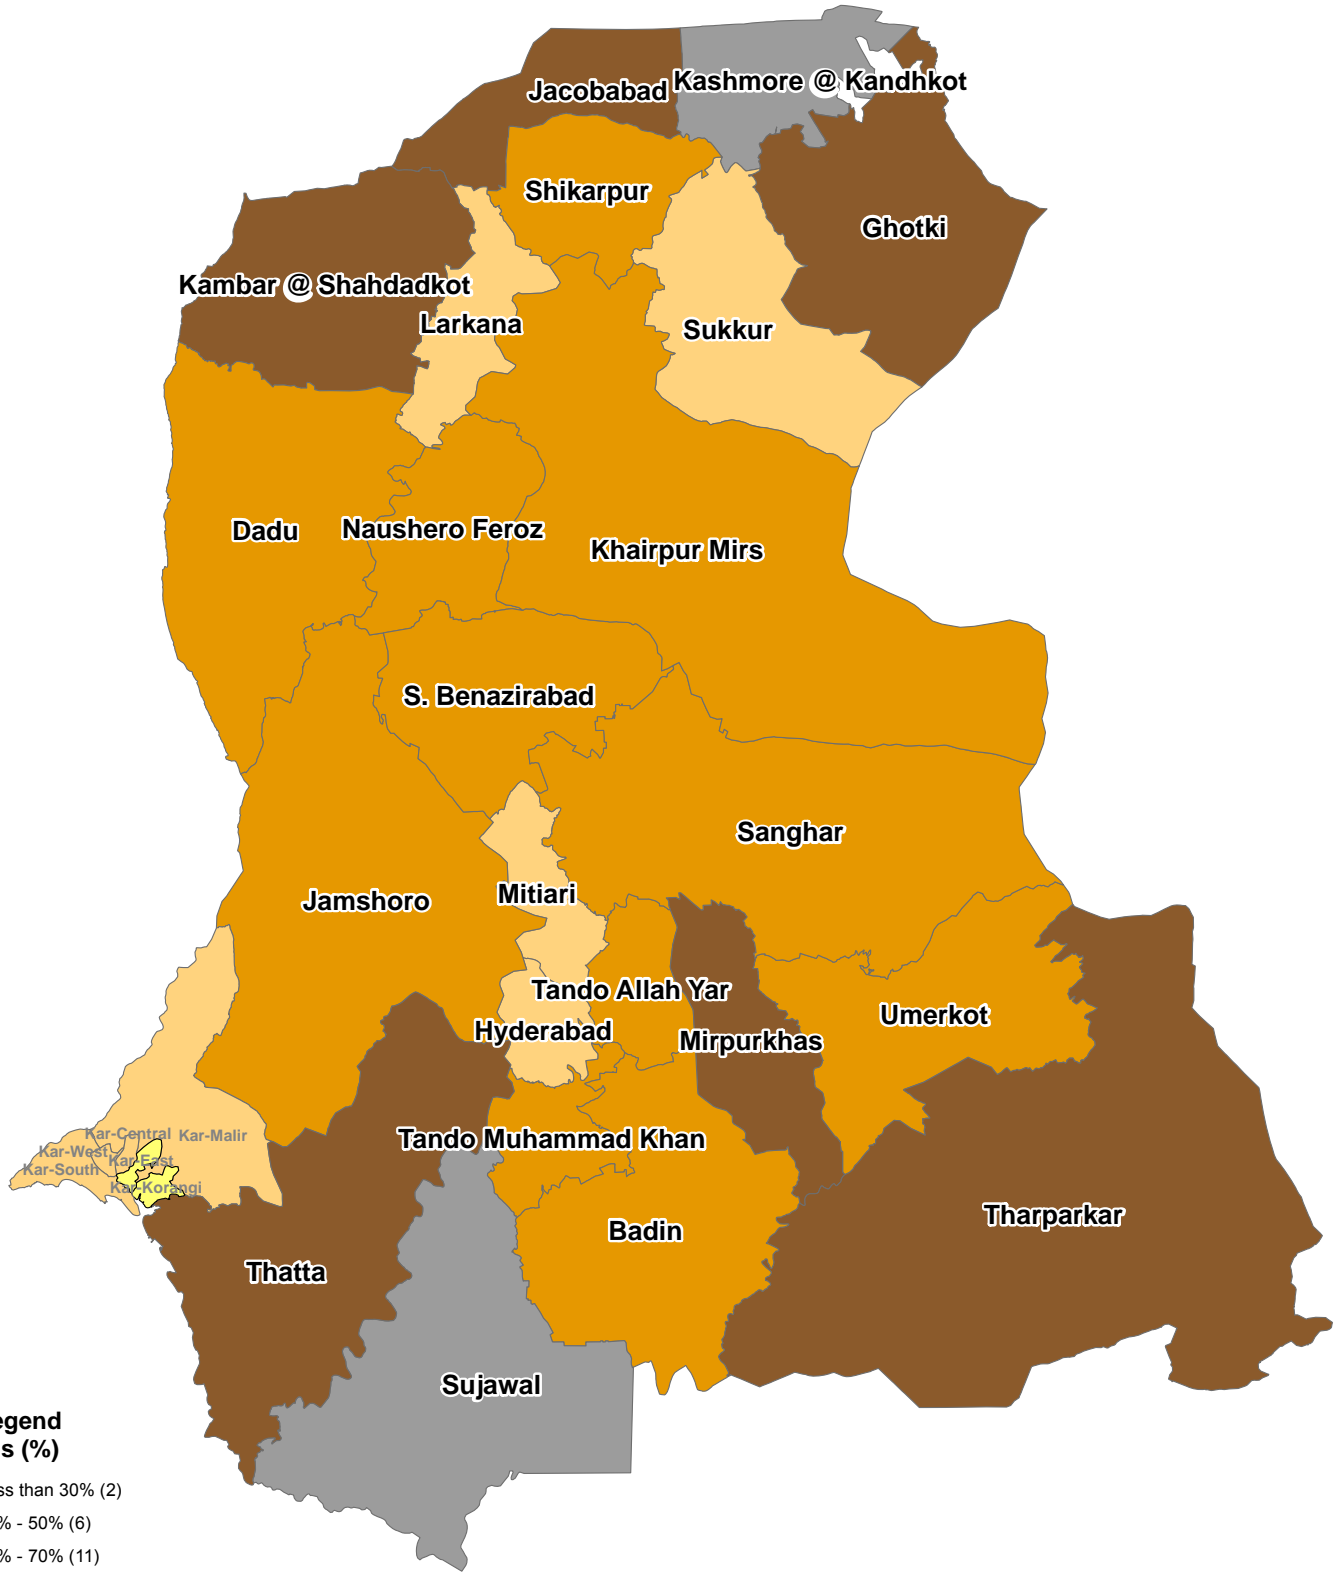 Kashmore @ Kandhkot
Jacobabad
Shikarpur
Ghotki
Kambar @ Shahdadkot
Larkana
Sukkur
Dadu
Naushero Feroz
Khairpur Mirs
S. Benazirabad
Sanghar
Mitiari
Jamshoro
Tando Allah Yar
Umerkot
Hyderabad
Mirpurkhas
Kar-Central
Kar-Malir
Tando Muhammad Khan
Kar-West
Kar-East
Kar-South
Kar-Korangi
Tharparkar
Badin
Thatta
Sujawal
egend
s (%)
ss than 30% (2)
% - 50% (6)
% - 70% (11)